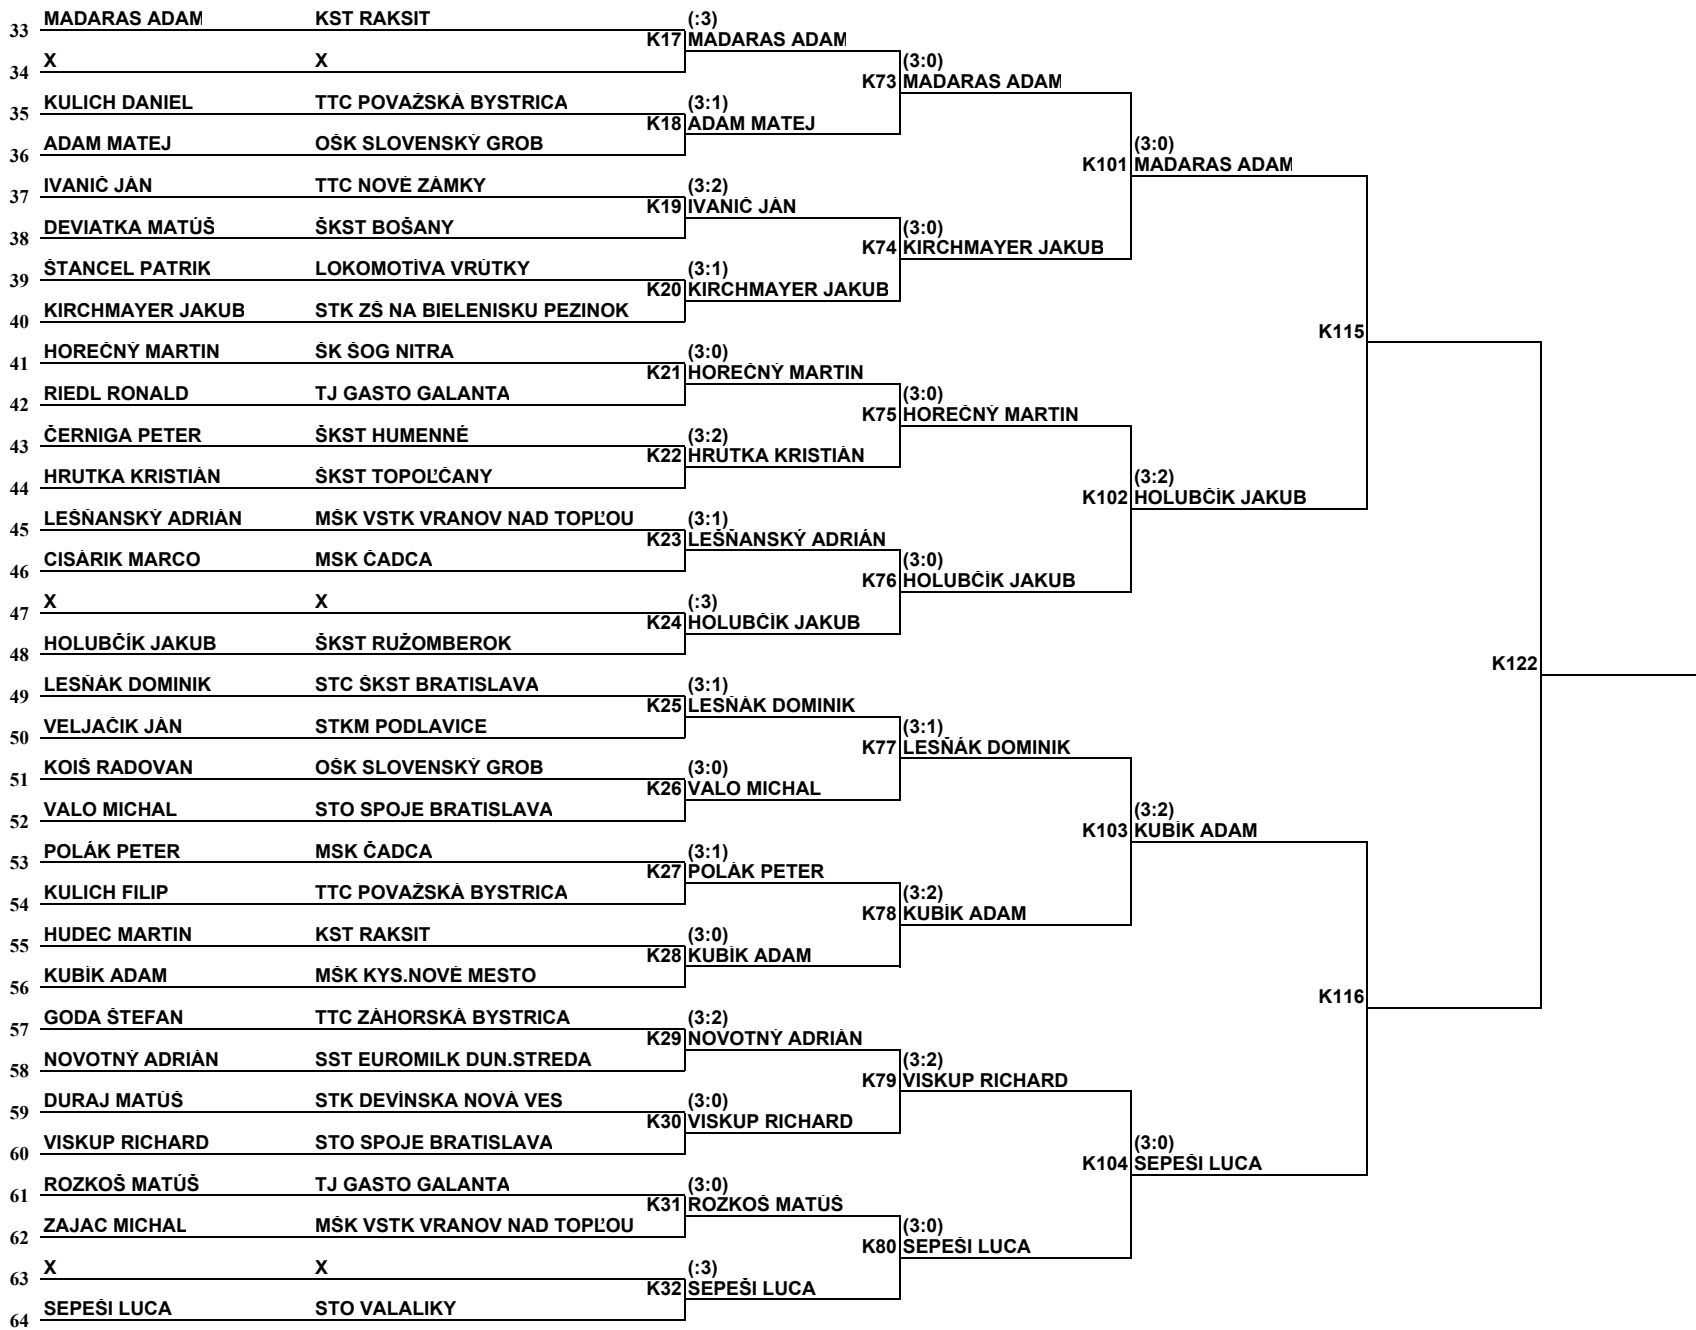 33 MADARAS ADAM KST RAKSIT (:3)
K17 MADARAS ADAM
34 X X (3:0)
K73 MADARAS ADAM
35 KULICH DANIEL TTC POVAŽSKÁ BYSTRICA (3:1)
K18 ADAM MATEJ
36 ADAM MATEJ OŠK SLOVENSKÝ GROB (3:0)
K101 MADARAS ADAM
37 IVANIČ JÁN TTC NOVÉ ZÁMKY (3:2)
K19 IVANIČ JÁN
38 DEVIATKA MATÚŠ ŠKST BOŠANY (3:0)
K74 KIRCHMAYER JAKUB
39 ŠTANCEL PATRIK LOKOMOTÍVA VRÚTKY (3:1)
K20 KIRCHMAYER JAKUB
40 KIRCHMAYER JAKUB STK ZŠ NA BIELENISKU PEZINOK
K115
41 HOREČNÝ MARTIN ŠK ŠOG NITRA (3:0)
K21 HOREČNÝ MARTIN
42 RIEDL RONALD TJ GASTO GALANTA (3:0)
K75 HOREČNÝ MARTIN
43 ČERNIGA PETER ŠKST HUMENNÉ (3:2)
K22 HRUTKA KRISTIÁN
44 HRUTKA KRISTIÁN ŠKST TOPOĽČANY (3:2)
K102 HOLUBČÍK JAKUB
45 LEŠŇANSKÝ ADRIÁN MŠK VSTK VRANOV NAD TOPĽOU (3:1)
K23 LEŠŇANSKÝ ADRIÁN
46 CISÁRIK MARCO MSK ČADCA (3:0)
K76 HOLUBČÍK JAKUB
47 X X (:3)
K24 HOLUBČÍK JAKUB
48 HOLUBČÍK JAKUB ŠKST RUŽOMBEROK
K122
49 LESŇÁK DOMINIK STC ŠKST BRATISLAVA (3:1)
K25 LESŇÁK DOMINIK
50 VELJAČIK JÁN STKM PODLAVICE (3:1)
K77 LESŇÁK DOMINIK
51 KOIŠ RADOVAN OŠK SLOVENSKÝ GROB (3:0)
K26 VALO MICHAL
52 VALO MICHAL STO SPOJE BRATISLAVA (3:2)
K103 KUBÍK ADAM
53 POLÁK PETER MSK ČADCA (3:1)
K27 POLÁK PETER
54 KULICH FILIP TTC POVAŽSKÁ BYSTRICA (3:2)
K78 KUBÍK ADAM
55 HUDEC MARTIN KST RAKSIT (3:0)
K28 KUBÍK ADAM
56 KUBÍK ADAM MŠK KYS.NOVÉ MESTO
K116
57 GODA ŠTEFAN TTC ZÁHORSKÁ BYSTRICA (3:2)
K29 NOVOTNÝ ADRIÁN
58 NOVOTNÝ ADRIÁN SST EUROMILK DUN.STREDA (3:2)
K79 VISKUP RICHARD
59 DURAJ MATÚŠ STK DEVÍNSKA NOVÁ VES (3:0)
K30 VISKUP RICHARD
60 VISKUP RICHARD STO SPOJE BRATISLAVA (3:0)
K104 SEPEŠI LUCA
61 ROZKOŠ MATÚŠ TJ GASTO GALANTA (3:0)
K31 ROZKOŠ MATÚŠ
62 ZAJAC MICHAL MŠK VSTK VRANOV NAD TOPĽOU (3:0)
K80 SEPEŠI LUCA
63 X X (:3)
K32 SEPEŠI LUCA
64 SEPEŠI LUCA STO VALALIKY